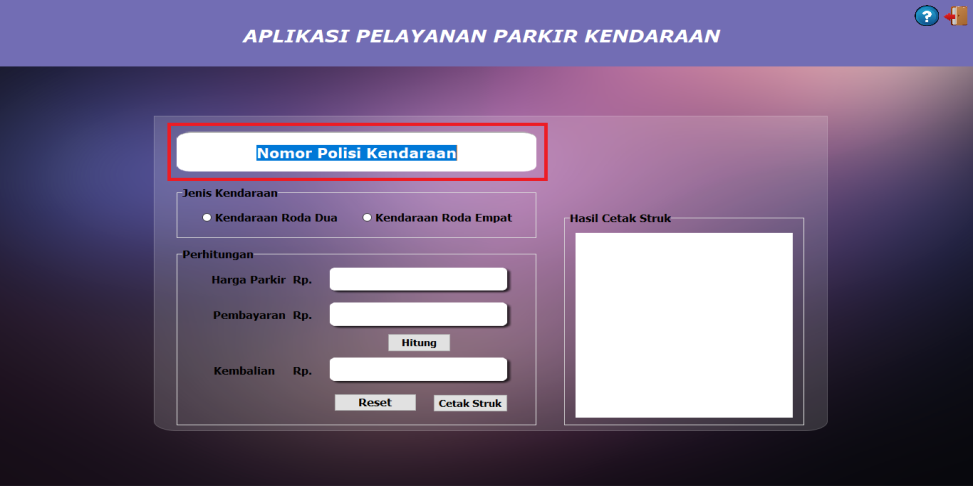 APLIKASI PELAYANAN PARKIR KENDARAAN
?
Nomor Polisi Kendaraan
Jenis Kendaraan
Kendaraan Roda Dua
Kendaraan Roda Empat
Perhitungan
Harga Parkir Rp.
Pembayaran Rp.
Hitung
Kembalian Rp.
Reset
Cetak Struk
Hasil Cetak Struk